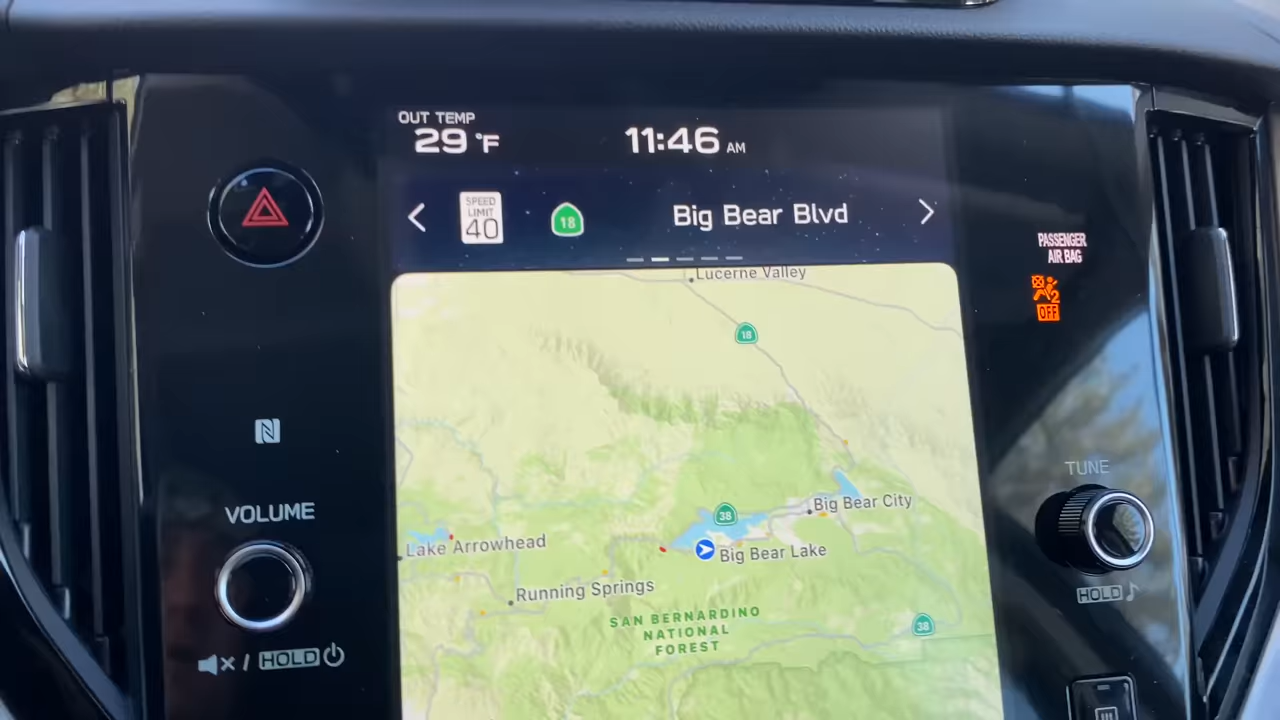 OUT TEMP
29 °F
11:46 AM
SPEED
LIMIT
40
18
Big Bear Blvd
PASSENGER
AIR BAG
2
OFF
Lucerne Valley
18
N
VOLUME
HOLD
TUNE
HOLD
38
Big Bear City
Lake Arrowhead
Big Bear Lake
Running Springs
SAN BERNARDINO
NATIONAL
FOREST
38